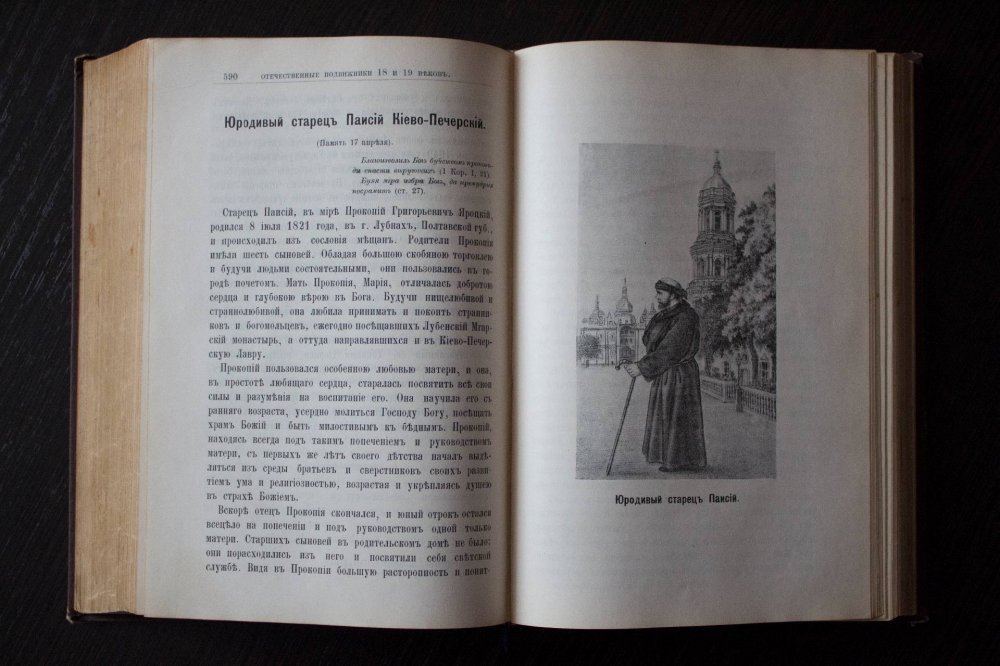 590 ОТЕЧЕСТВЕННЫЕ ПОДВИЖНИКИ 18 И 19 ВѢКОВЪ.
Юродивый старецъ Паисій Кіево-Печерскій.
(Память 17 апрѣля).
Благоизволилъ Богъ буйствомъ пропов-
ди спасти вѣрующихъ (1 Кор. I, 21).
Буяя міра избра Богъ, да премудрыя
посрамитъ (ст. 27).
Старецъ Паисій, въ мірѣ Прокопій Григорьевичъ Яроцкій,
родился 8 іюля 1821 года, въ г. Лубнахъ, Полтавской губ.,
и происходилъ изъ сословія мѣщанъ. Родители Прокопія
имѣли шесть сыновей. Обладая большою скобяною торговлею
и будучи людьми состоятельными, они пользовались въ го-
родѣ почетомъ. Мать Прокопія, Марія, отличалась добротою
сердца и глубокою вѣрою къ Бога. Будучи нищелюбивой и
страннолюбивой, она любила принимать и покоить странни-
ковъ и богомольцевъ, ежегодно посѣщавшихъ Лубенскій Мгар-
скій монастырь, а оттуда направлявшихся и въ Кіево-Печер-
скую Лавру.
Прокопій пользовался особенною любовью матери, и она,
въ простотѣ любящаго сердца, старалась посвятить всѣ свои
силы и разумѣнія на воспитаніе его. Она научила его съ
ранняго возраста, усердно молиться Господу Богу, посѣщать
храмъ Божій и быть милостивымъ къ бѣднымъ. Прокопій,
находясь всегда подъ такимъ попеченіемъ и руководствомъ
матери, съ первыхъ же лѣтъ своего дѣтства началъ выдѣ-
ляться изъ среды братьевъ и сверстниковъ своихъ разви-
тіемъ ума и религіозностью, возрастая и укрѣпляясь душею
въ страхѣ Божіемъ.
Вскорѣ отецъ Прокопія скончался, и юный отрокъ остался
всецѣло на попеченіи и подъ руководствомъ одной только
матери. Старшихъ сыновей въ родительскомъ домѣ не было:
они порасходились изъ него и посвятили себя свѣтской
службѣ. Видя въ Прокопіи большую расторопность и понят-
Юродивый старецъ Паисій.